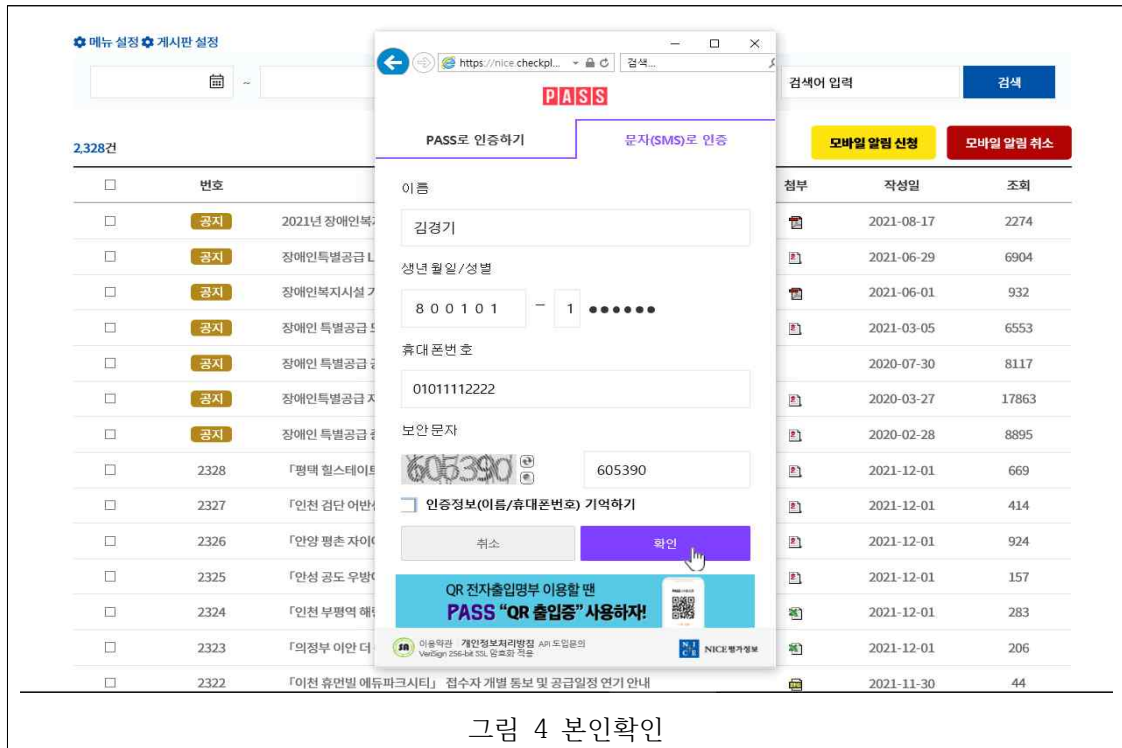 메뉴 설정 게시판 설정
https://nice.checkpl... 검색...
~ 검색어 입력 검색
PASS
PASS로 인증하기 문자(SMS)로 인증
2,328건 모바일 알림 신청 모바일 알림 취소
번호 첨부 작성일 조회
이름
공지 2021년 장애인복지 2021-08-17 2274
김경기
공지 장애인특별공급 L 2021-06-29 6904
생년월일/성별
공지 장애인복지시설 2021-06-01 932
800101 - 1 ●●●●●●
공지 장애인 특별공급 2021-03-05 6553
휴대폰번호
공지 장애인 특별공급 2020-07-30 8117
01011112222
공지 장애인특별공급 2020-03-27 17863
공지 장애인 특별공급 2020-02-28 8895
보안문자
605390 605390
2328 「평택 힐스테이트 2021-12-01 669
인증정보(이름/휴대폰번호) 기억하기
2327 「인천 검단 어반 2021-12-01 414
취소 확인
2326 「안양 평촌 자이 2021-12-01 924
2325 「안성 공도 우방 2021-12-01 157
QR 전자출입명부 이용할 땐
PASS “QR 출입증” 사용하자!
2324 「인천 부평역 해링 2021-12-01 283
2323 「의정부 이안 더 2021-12-01 206
이용약관 개인정보처리방침 API 도입문의
VeriSign 256-bit SSL 암호화 적용
NICE평가정보
2322 「이천 휴먼빌 에듀파크시티」 접수자 개별 통보 및 공급일정 연기 안내 2021-11-30 44
그림 4 본인확인